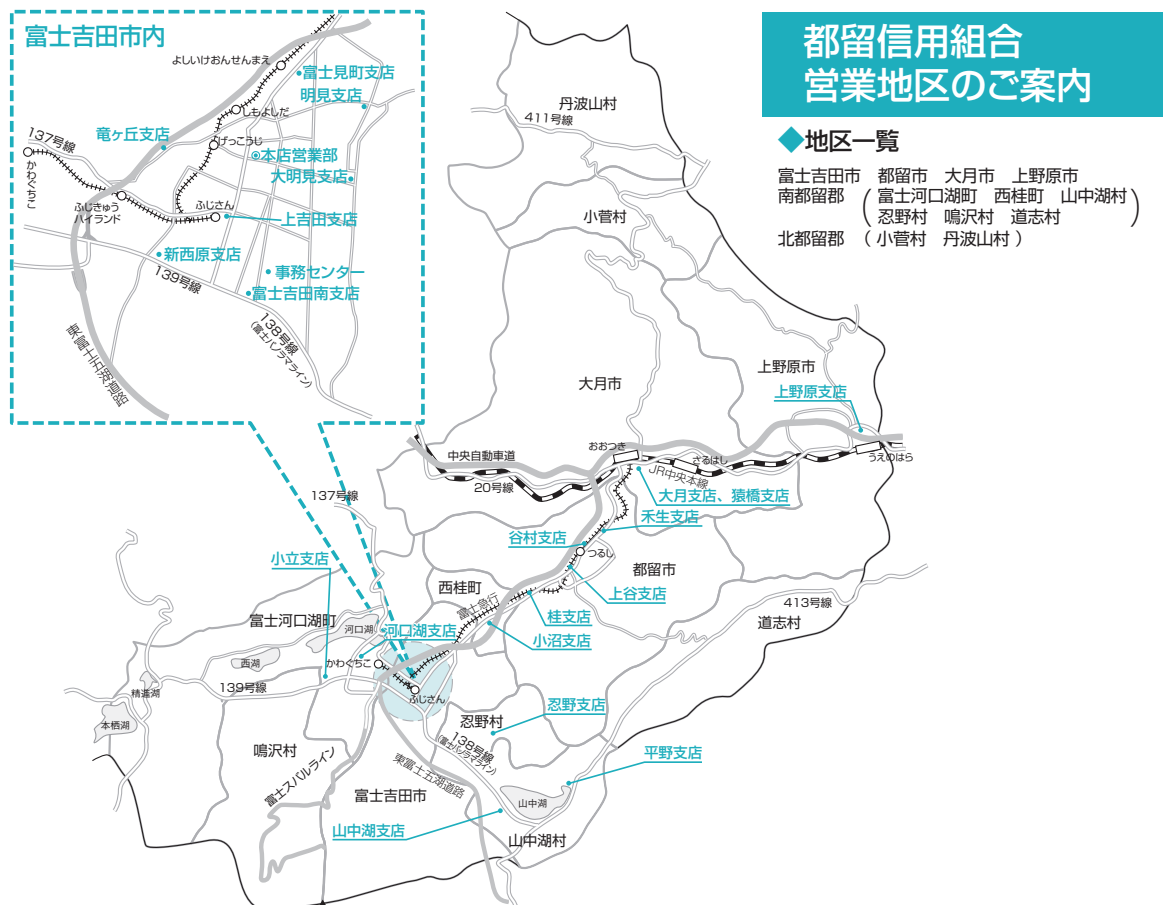 都留信用組合
営業地区のご案内
◆地区一覧
富士吉田市 都留市 大月市 上野原市
南都留郡 ( 富士河口湖町 西桂町 山中湖村
忍野村 鳴沢村 道志村 )
北都留郡 ( 小菅村 丹波山村 )
富士吉田市内
よしいけおんせんまえ
富士見町支店
明見支店
しもよしだ
竜ヶ丘支店
137号線
げっこうじ
本店営業部
かわぐちこ
大明見支店
ふじきゅう
ハイランド
ふじさん
上吉田支店
新西原支店
139号線
事務センター
富士吉田南支店
138号線
(富士パノラマライン)
東富士五湖道路
丹波山村
411号線
小菅村
大月市
上野原市
上野原支店
中央自動車道
おおつき
さるはし
うえのはら
JR中央本線
20号線
大月支店、猿橋支店
137号線
禾生支店
谷村支店
つるし
小立支店
都留市
西桂町
上谷支店
富士急行
桂支店
413号線
道志村
富士河口湖町
河口湖
河口湖支店
小沼支店
西湖
かわぐちこ
精進湖
139号線
ふじさん
本栖湖
忍野支店
忍野村
138号線
(富士パノラマライン)
鳴沢村
平野支店
富士スバルライン
東富士五湖道路
富士吉田市
山中湖
山中湖支店
山中湖村